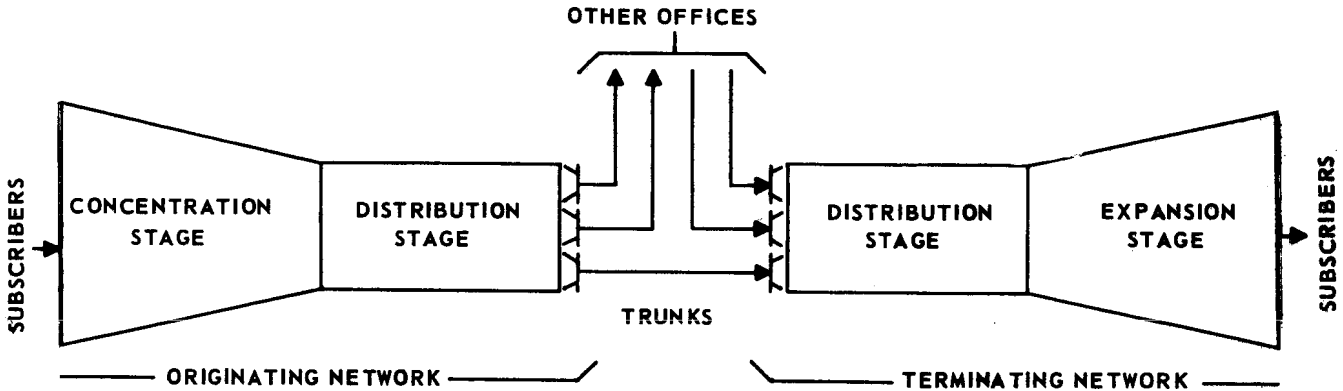 OTHER OFFICES
SUBSCRIBERS
CONCENTRATION
STAGE
DISTRIBUTION
STAGE
DISTRIBUTION
STAGE
EXPANSION
STAGE
SUBSCRIBERS
TRUNKS
ORIGINATING NETWORK
TERMINATING NETWORK